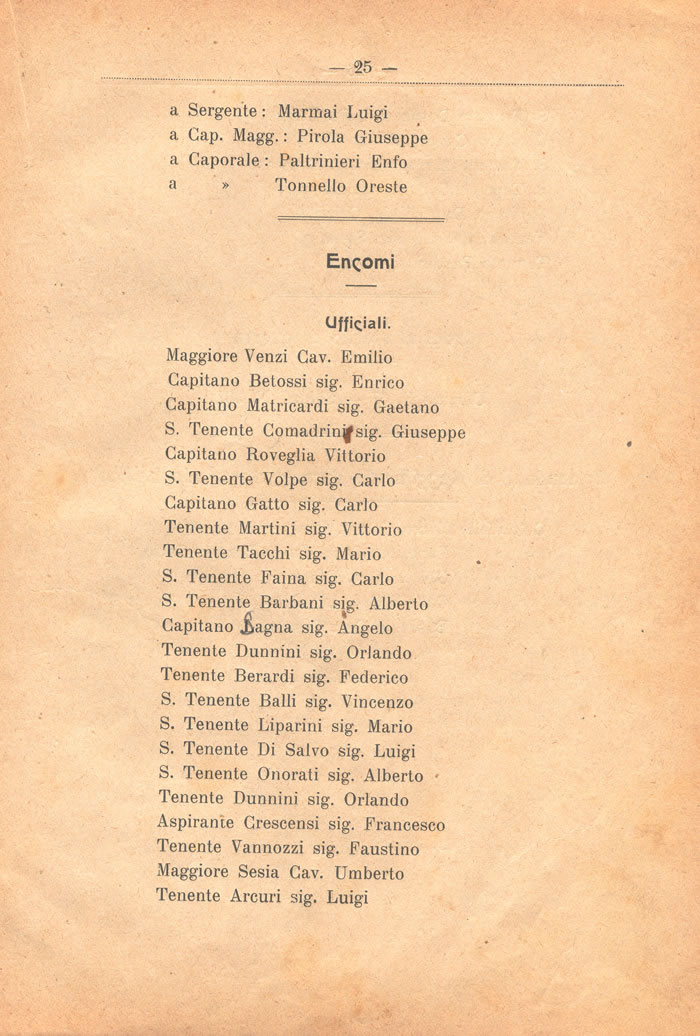 — 25 —
a Sergente: Marmai Luigi
a Cap. Magg.: Pirola Giuseppe
a Caporale: Paltrinieri Enfo
a » Tonnello Oreste
Encomi
Ufficiali.
Maggiore Venzi Cav. Emilio
Capitano Betossi sig. Enrico
Capitano Matricardi sig. Gaetano
S. Tenente Comadrini sig. Giuseppe
Capitano Roveglia Vittorio
S. Tenente Volpe sig. Carlo
Capitano Gatto sig. Carlo
Tenente Martini sig. Vittorio
Tenente Tacchi sig. Mario
S. Tenente Faina sig. Carlo
S. Tenente Barbani sig. Alberto
Capitano sig. Angelo
Tenente Dunnini sig. Orlando
Tenente Berardi sig. Federico
S. Tenente Balli sig. Vincenzo
S. Tenente Liparini sig. Mario
S. Tenente Di Salvo sig. Luigi
S. Tenente Onorati sig. Alberto
Tenente Dunnini sig. Orlando
Aspirante Crescensi sig. Francesco
Tenente Vannozzi sig. Faustino
Maggiore Sesia Cav. Umberto
Tenente Arcuri sig. Luigi